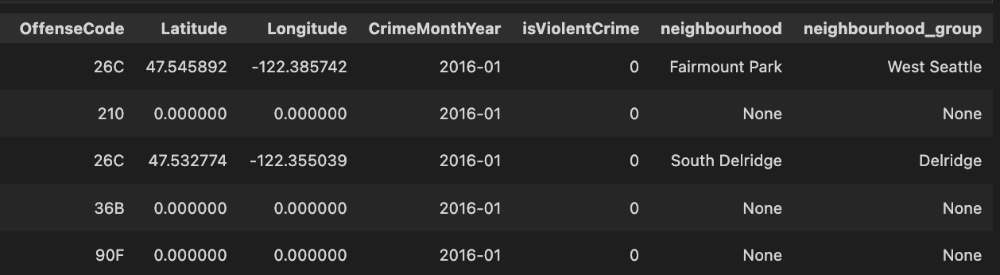 OffenseCode Latitude Longitude CrimeMonthYear isViolentCrime neighbourhood neighbourhood_group
26C 47.545892 -122.385742 2016-01 0 Fairmount Park West Seattle
210 0.000000 0.000000 2016-01 0 None None
26C 47.532774 -122.355039 2016-01 0 South Delridge Delridge
36B 0.000000 0.000000 2016-01 0 None None
90F 0.000000 0.000000 2016-01 0 None None